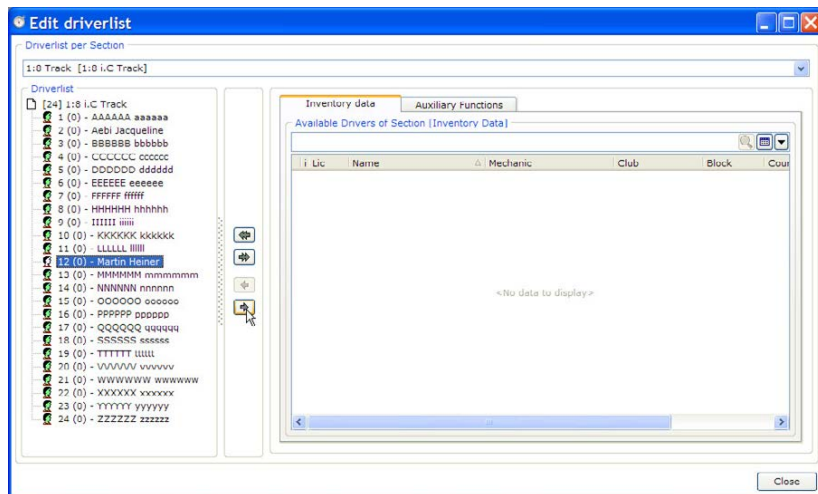 Edit driverlist
Driverlist per Section
1:8 Track [1:8 i.C Track]
Driverlist
[24] 1:8 i.C Track
1 (0) - AAAAAA aaaaaa
2 (0) - Aebi Jacqueline
3 (0) - BBBBBB bbbbbb
4 (0) - CCCCCC cccccc
5 (0) - DDDDDD dddddd
6 (0) - EEEEEE eeeeee
7 (0) - FFFFFF ffffff
8 (0) - HHHHHH hhhhhh
9 (0) - IIIIII iiiiii
10 (0) - KKKKKK kkkkkk
11 (0) - LLLLLL llllll
12 (0) - Martin Heiner
13 (0) - MMMMMM mmmmmm
14 (0) - NNNNNN nnnnnn
15 (0) - OOOOOO oooooo
16 (0) - PPPPPP pppppp
17 (0) - QQQQQQ qqqqqq
18 (0) - SSSSSS ssssss
19 (0) - TTTTTT tttttt
20 (0) - VVVVVV vvvvvv
21 (0) - WWWWWW wwwwww
22 (0) - XXXXXX xxxxxx
23 (0) - YYYYYY yyyyyy
24 (0) - ZZZZZZ zzzzzz
Inventory data Auxiliary Functions
Available Drivers of Section [Inventory Data]
i Lic Name Mechanic Club Block Coun
<No data to display>
Close